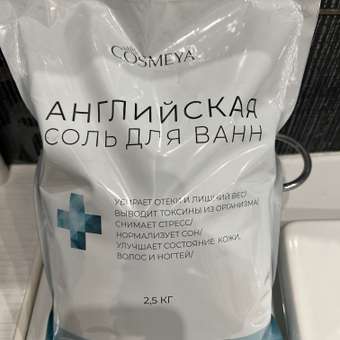 COSMEYA
АНГЛИЙСКАЯ
СОЛЬ ДЛЯ ВАНН
УБИРАЕТ ОТЕКИ И ЛИШНИЙ ВЕС/
ВЫВОДИТ ТОКСИНЫ ИЗ ОРГАНИЗМА/
СНИМАЕТ СТРЕСС/
НОРМАЛИЗУЕТ СОН/
УЛУЧШАЕТ СОСТОЯНИЕ КОЖИ,
ВОЛОС И НОГТЕЙ/
2,5 КГ